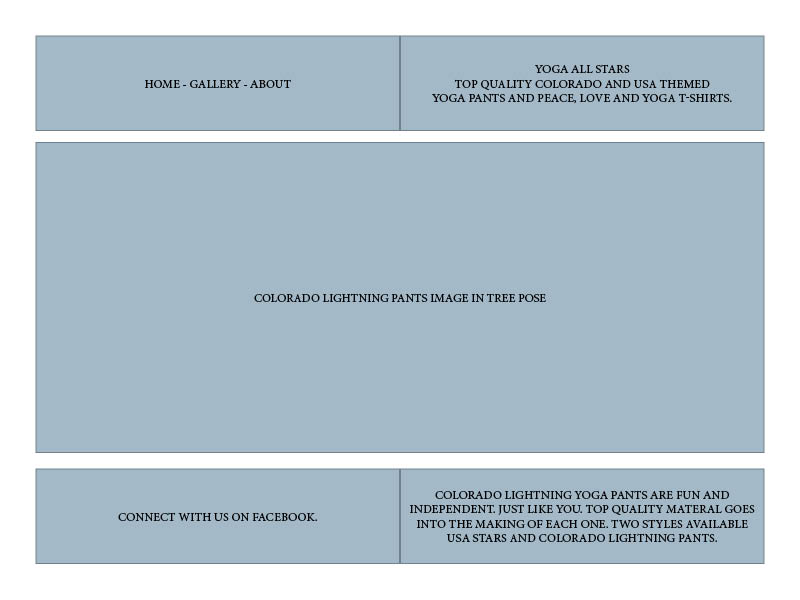 HOME - GALLERY - ABOUT
YOGA ALL STARS
TOP QUALITY COLORADO AND USA THEMED
YOGA PANTS AND PEACE, LOVE AND YOGA T-SHIRTS.
COLORADO LIGHTNING PANTS IMAGE IN TREE POSE
CONNECT WITH US ON FACEBOOK.
COLORADO LIGHTNING YOGA PANTS ARE FUN AND
INDEPENDENT. JUST LIKE YOU. TOP QUALITY MATERAL GOES
INTO THE MAKING OF EACH ONE. TWO STYLES AVAILABLE
USA STARS AND COLORADO LIGHTNING PANTS.